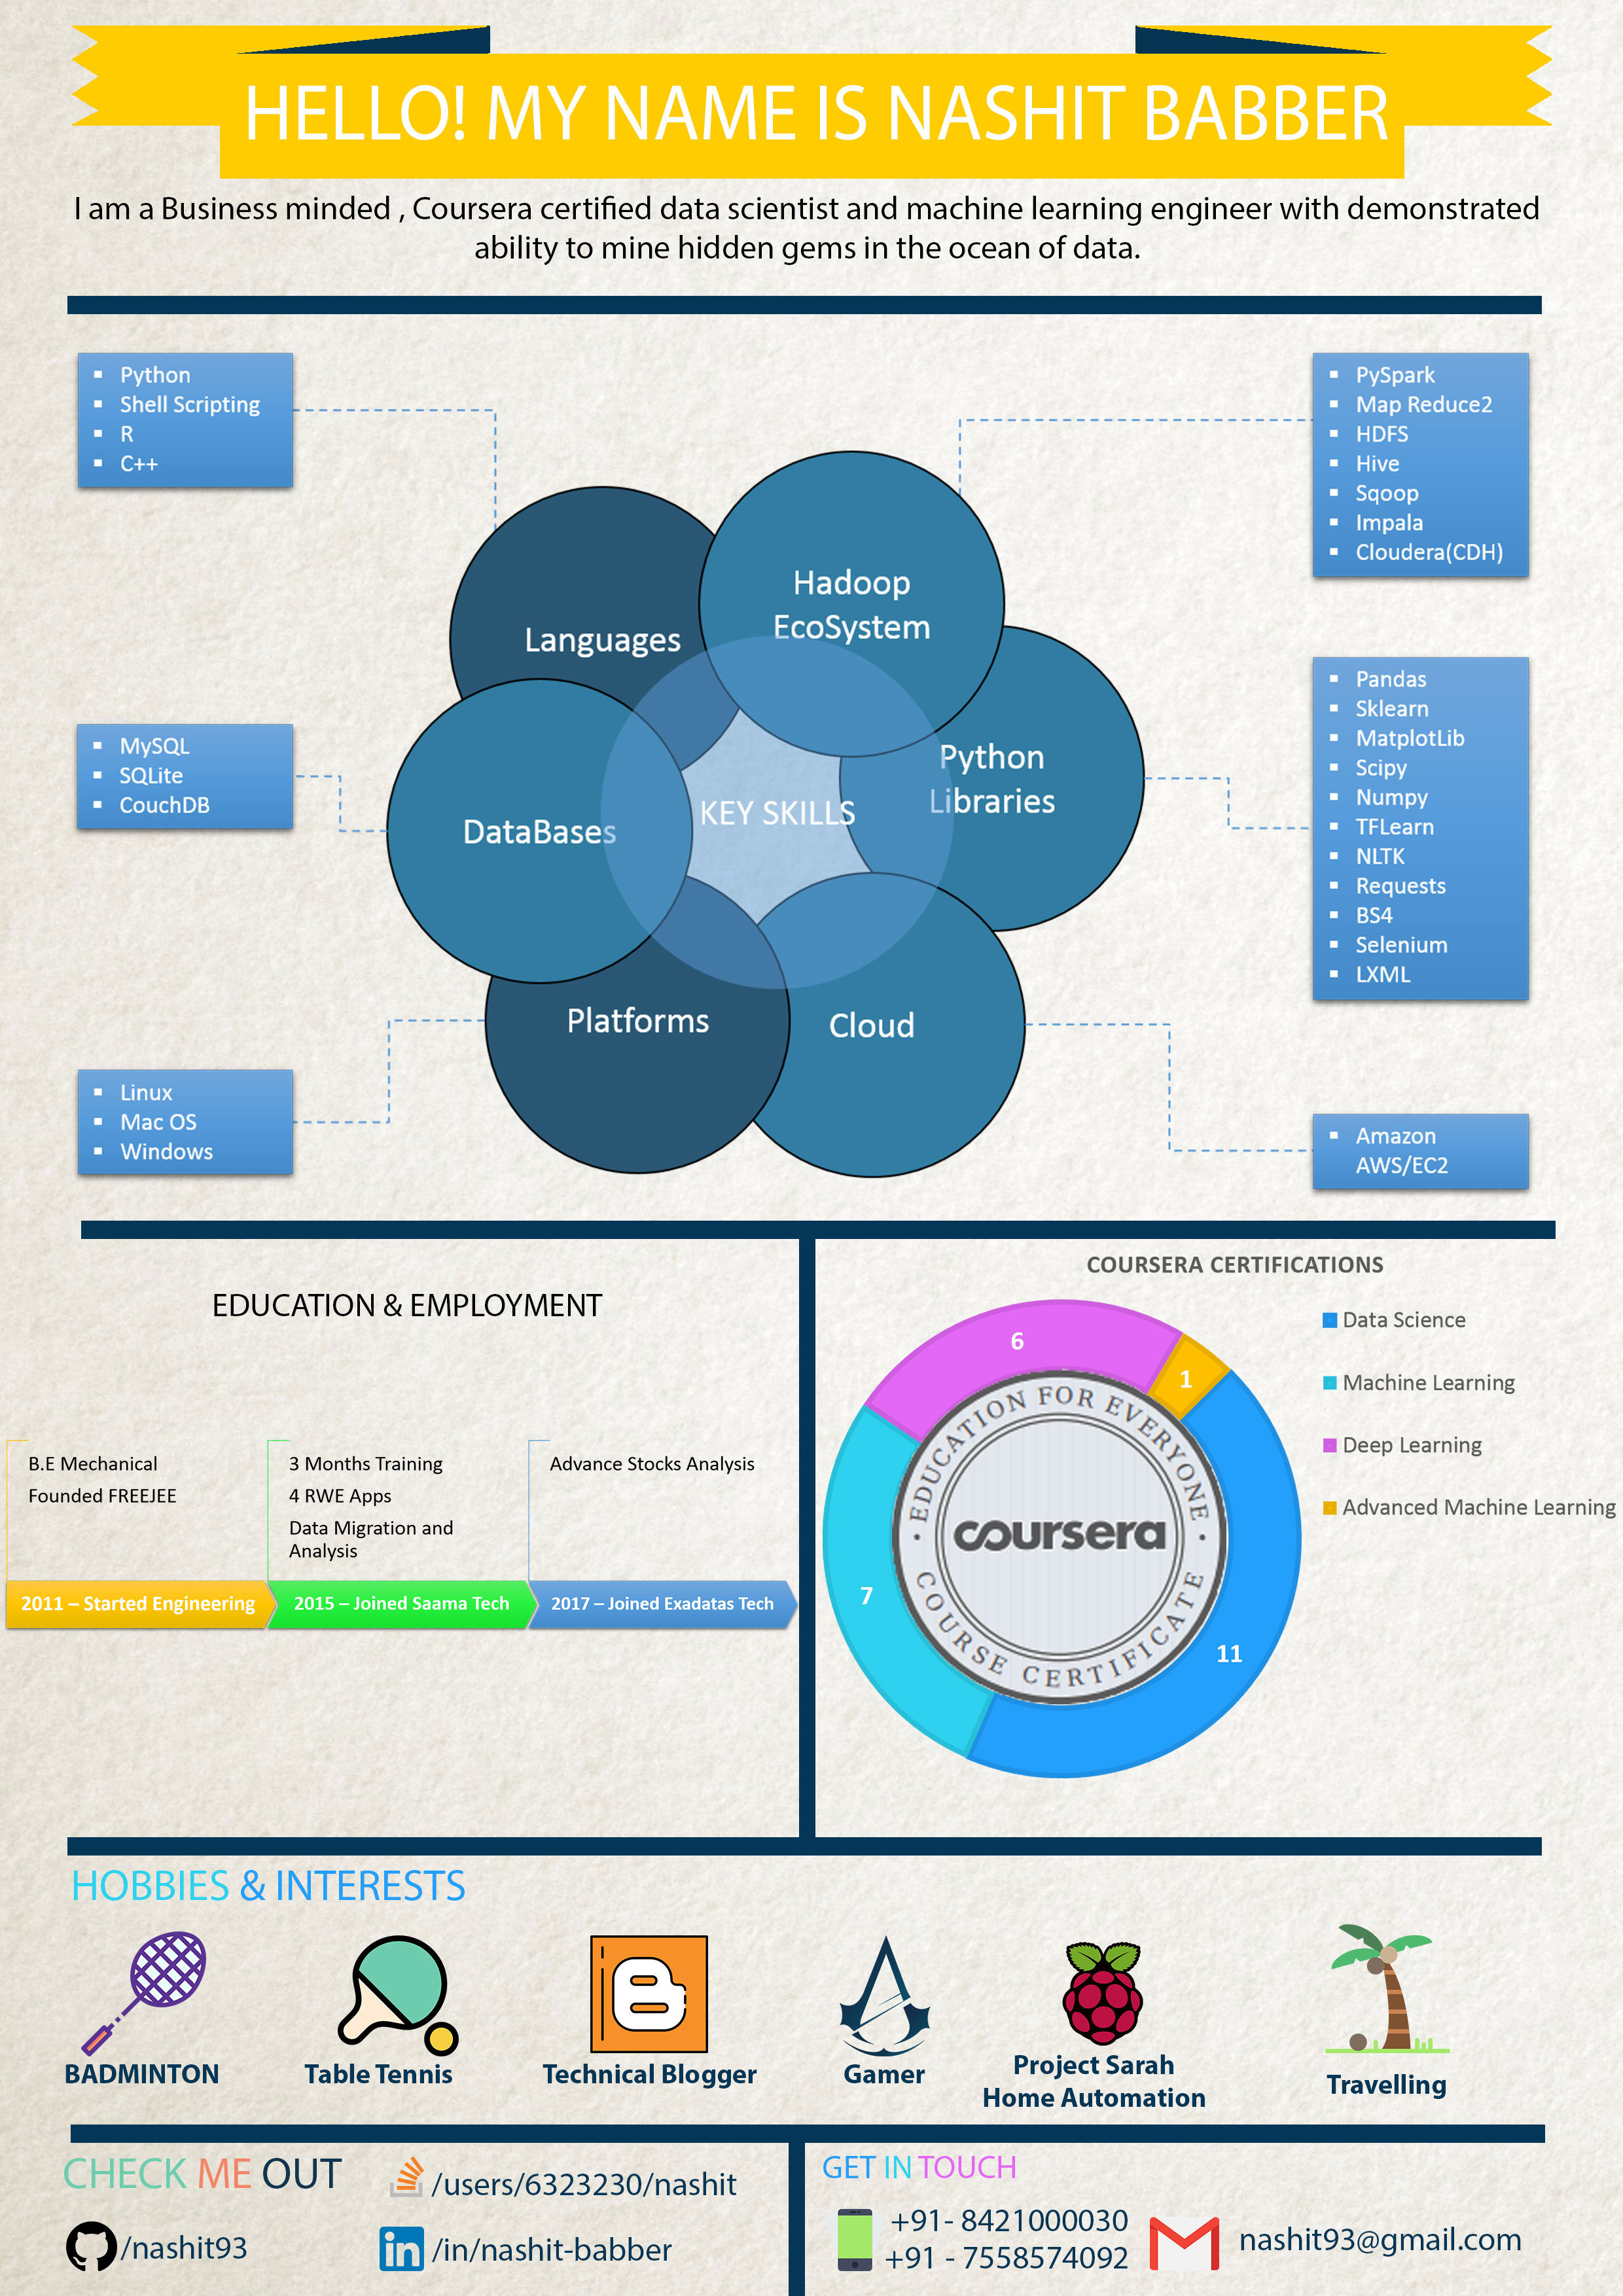 HELLO! MY NAME IS NASHIT BABBER
I am a Business minded , Coursera certified data scientist and machine learning engineer with demonstrated
ability to mine hidden gems in the ocean of data.
Python
Shell Scripting
R
C++
PySpark
Map Reduce2
HDFS
Hive
Sqoop
Impala
Cloudera(CDH)
Languages
Hadoop
EcoSystem
MySQL
SQLite
CouchDB
DataBases
KEY SKILLS
Python
Libraries
Pandas
Sklearn
MatplotLib
Scipy
Numpy
TFLearn
NLTK
Requests
BS4
Selenium
LXML
Platforms
Cloud
Linux
Mac OS
Windows
Amazon
AWS/EC2
EDUCATION & EMPLOYMENT
B.E Mechanical
Founded FREEJEE
3 Months Training
4 RWE Apps
Data Migration and
Analysis
Advance Stocks Analysis
2011 – Started Engineering
2015 – Joined Saama Tech
2017 – Joined Exadatas Tech
COURSERA CERTIFICATIONS
6
1
7
11
• EDUCATION FOR EVERYONE •
coursera
COURSE CERTIFICATE
Data Science
Machine Learning
Deep Learning
Advanced Machine Learning
HOBBIES & INTERESTS
BADMINTON
Table Tennis
Technical Blogger
Gamer
Project Sarah
Home Automation
Travelling
CHECK ME OUT
/users/6323230/nashit
/nashit93
in
/in/nashit-babber
GET IN TOUCH
+91- 8421000030
+91 - 7558574092
nashit93@gmail.com